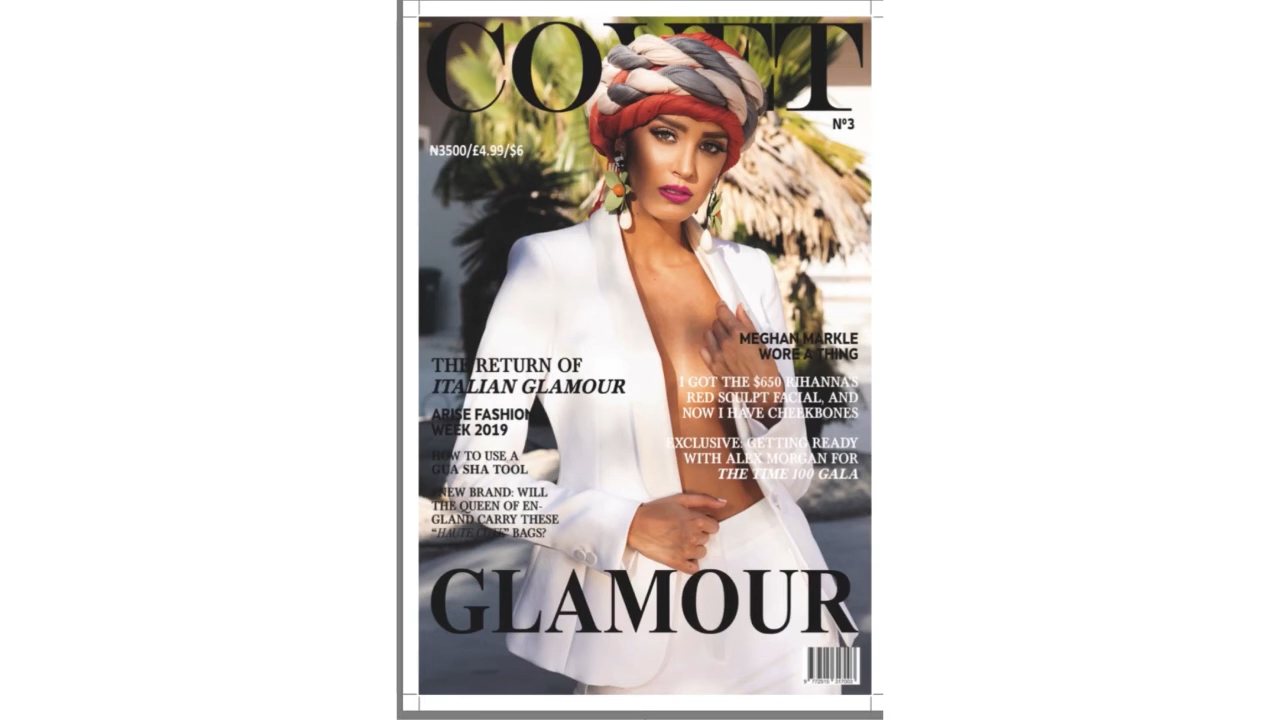 COVET
Nº3
₦3500/£4.99/$6
THE RETURN OF
ITALIAN GLAMOUR
ARISE FASHION
WEEK 2019
HOW TO USE A
GUA SHA TOOL
NEW BRAND: WILL
THE QUEEN OF EN-
GLAND CARRY THESE
“HAUTE BAGS?
MEGHAN MARKLE
WORE A THING
I GOT THE $650 RIHANNA'S
RED SCULPT FACIAL, AND
NOW I HAVE CHEEKBONES
EXCLUSIVE: GETTING READY
WITH ALEX MORGAN FOR
THE TIME 100 GALA
GLAMOUR